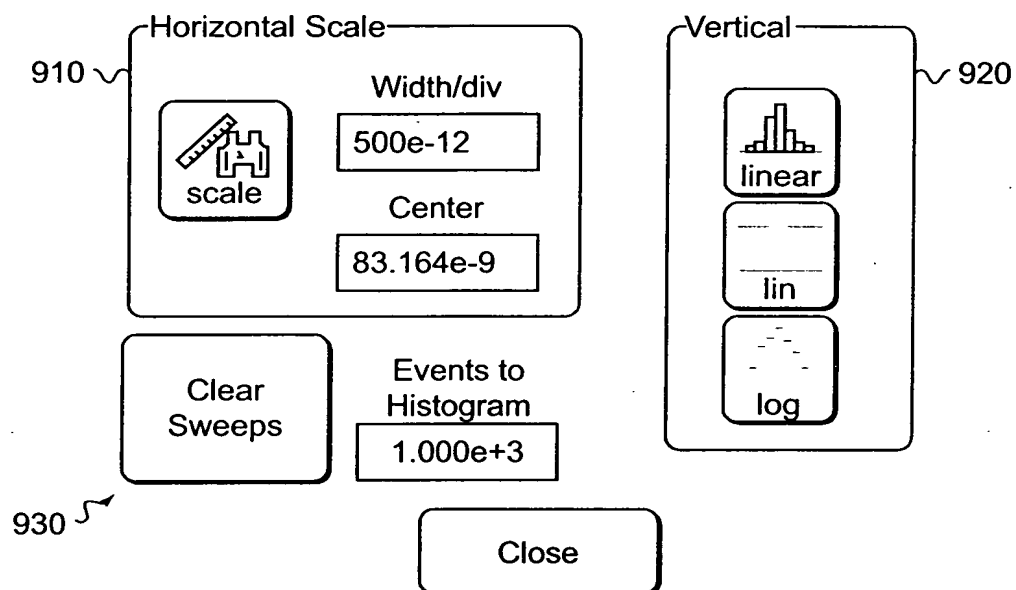 Horizontal Scale
910
Width/div
500e-12
scale
Center
83.164e-9
Vertical
920
linear
lin
log
Clear
Sweeps
Events to
Histogram
1.000e+3
930
Close